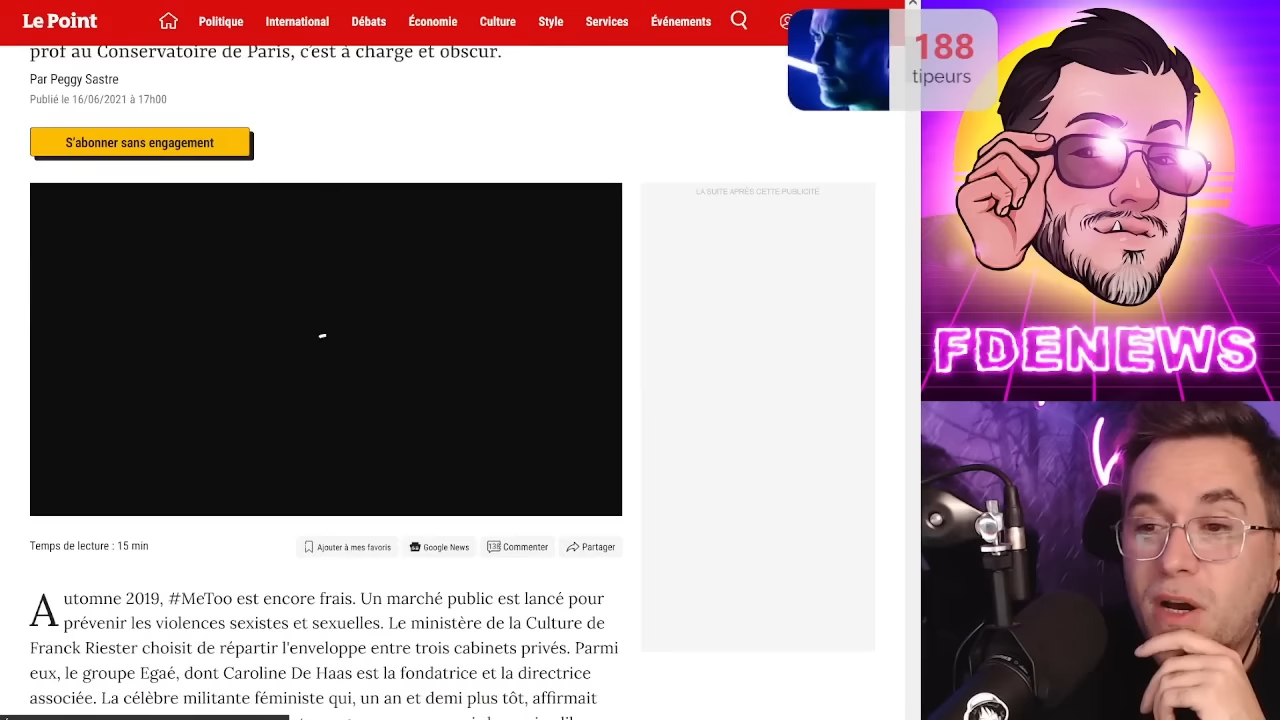 Le Point
Politique
International
Débats
Économie
Culture
Style
Services
Événements
188
tipeurs
prof au Conservatoire de Paris, c'est à charge et obscur.
Par Peggy Sastre
Publié le 16/06/2021 à 17h00
S'abonner sans engagement
LA SUITE APRÈS CETTE PUBLICITÉ
FDENEWS
Temps de lecture : 15 min
Ajouter à mes favoris
Google News
138
Commenter
Partager
Automne 2019, #MeToo est encore frais. Un marché public est lancé pour
prévenir les violences sexistes et sexuelles. Le ministère de la Culture de
Franck Riester choisit de répartir l'enveloppe entre trois cabinets privés. Parmi
eux, le groupe Egaé, dont Caroline De Haas est la fondatrice et la directrice
associée. La célèbre militante féministe qui, un an et demi plus tôt, affirmait